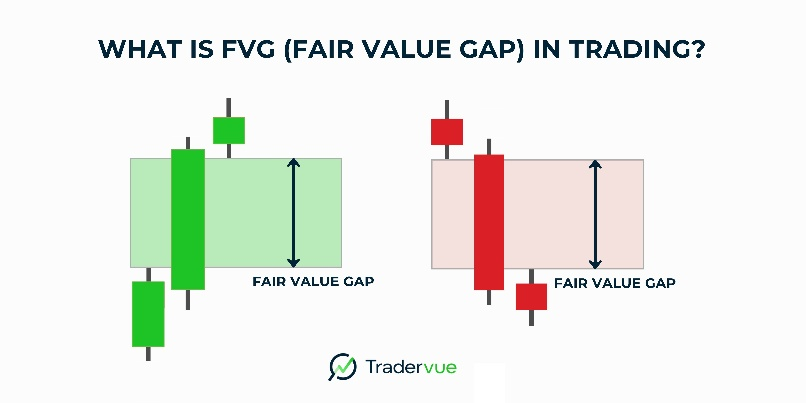 WHAT IS FVG (FAIR VALUE GAP) IN TRADING?
FAIR VALUE GAP
FAIR VALUE GAP
Tradervue